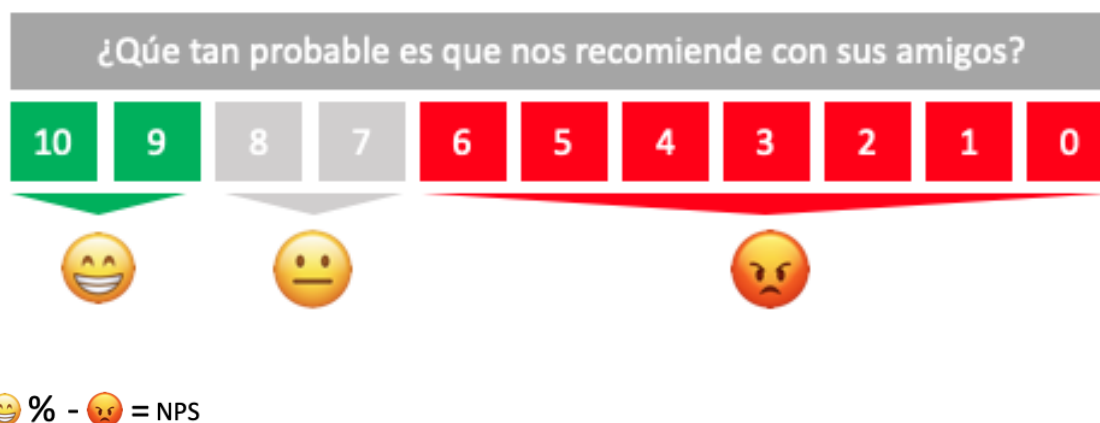 ¿Qúe tan probable es que nos recomiende con sus amigos?
10 9 8 7 6 5 4 3 2 1 0
% - = NPS